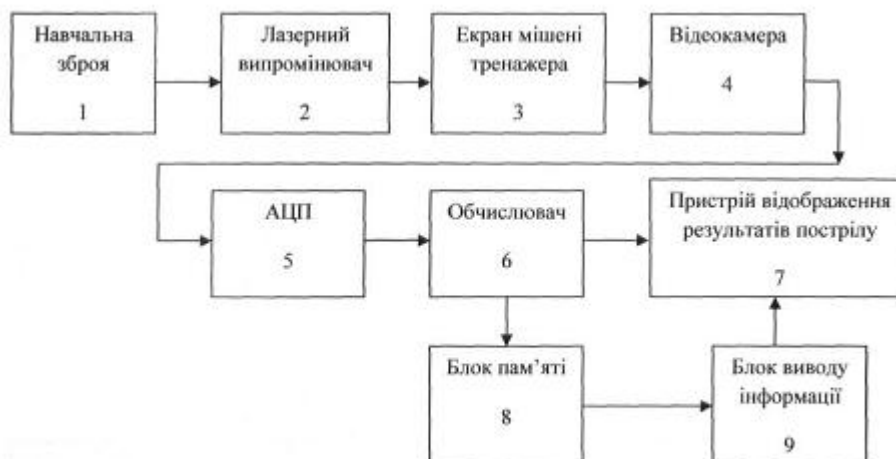 Навчальна
зброя
1
Лазерний
випромінювач
2
Екран мішені
тренажера
3
Відеокамера
4
АЦП
5
Обчислювач
6
Пристрій відображення
результатів пострілу
7
Блок пам’яті
8
Блок виводу
інформації
9